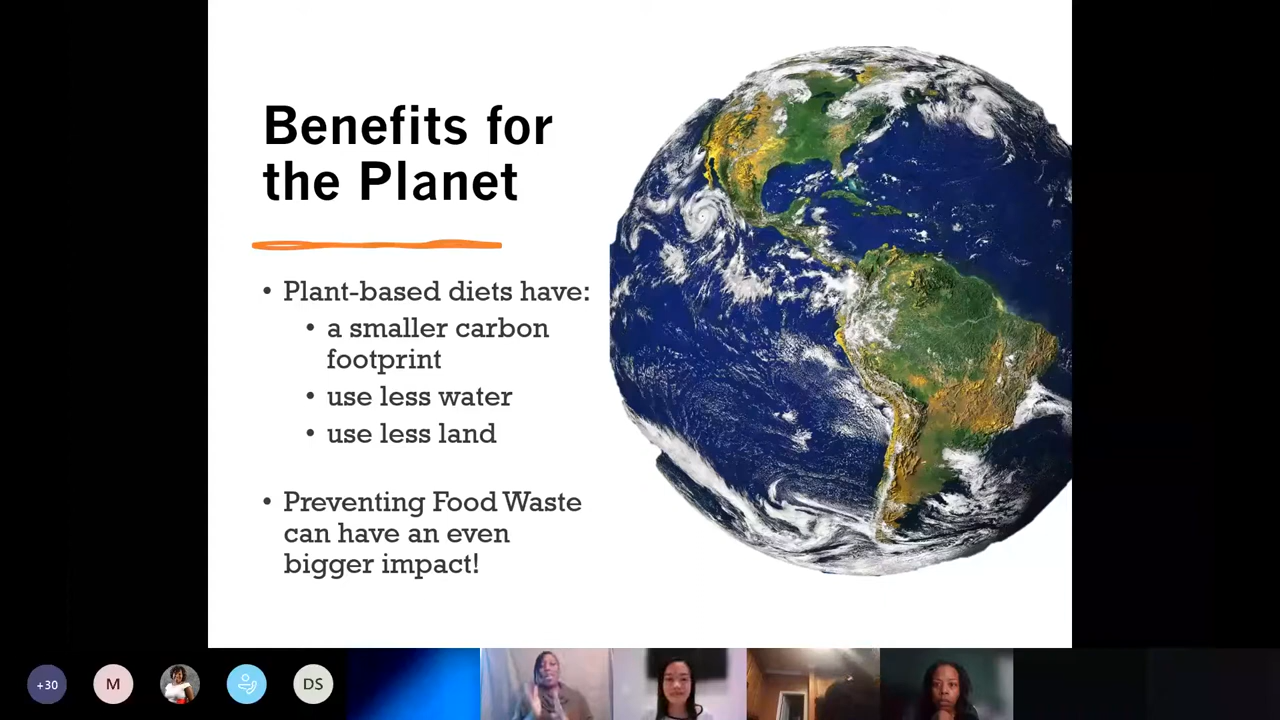 Benefits for
the Planet
• Plant-based diets have:
• a smaller carbon
footprint
• use less water
• use less land
• Preventing Food Waste
can have an even
bigger impact!
+30
M
DS